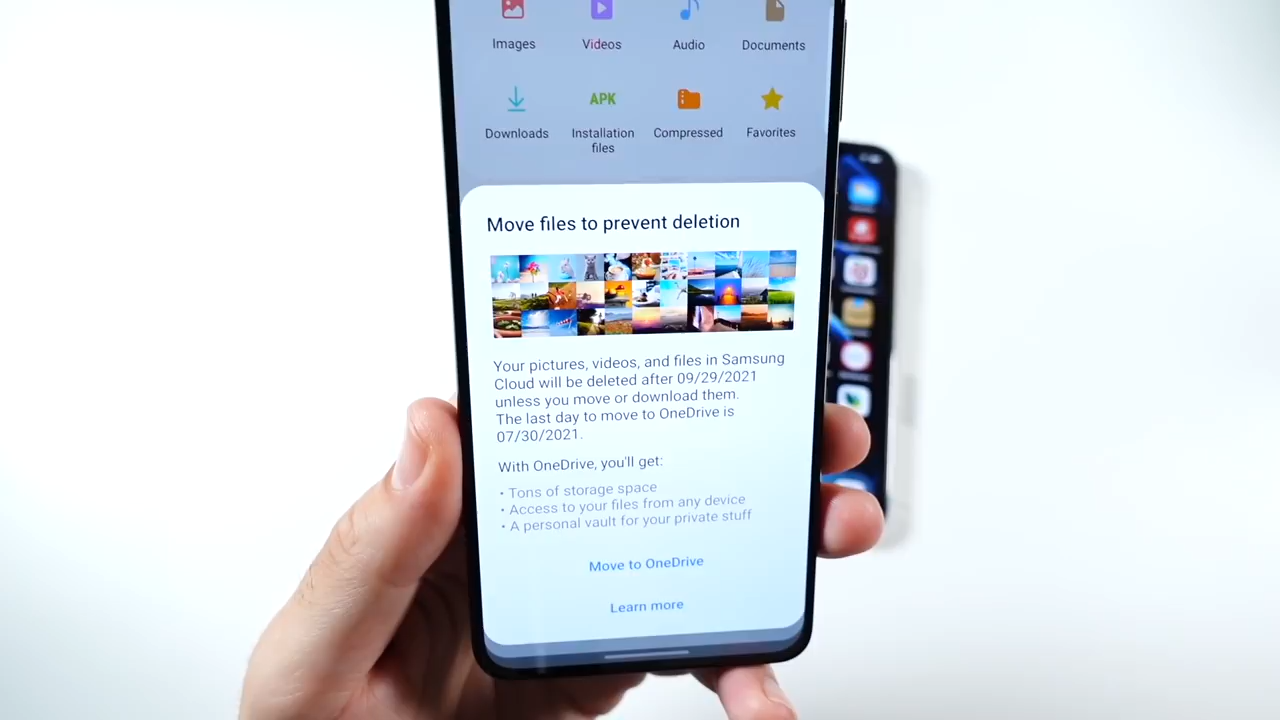 Images Videos Audio Documents
APK
Downloads Installation files Compressed Favorites
Move files to prevent deletion
Your pictures, videos, and files in Samsung
Cloud will be deleted after 09/29/2021
unless you move or download them.
The last day to move to OneDrive is
07/30/2021.
With OneDrive, you'll get:
• Tons of storage space
• Access to your files from any device
• A personal vault for your private stuff
Move to OneDrive
Learn more